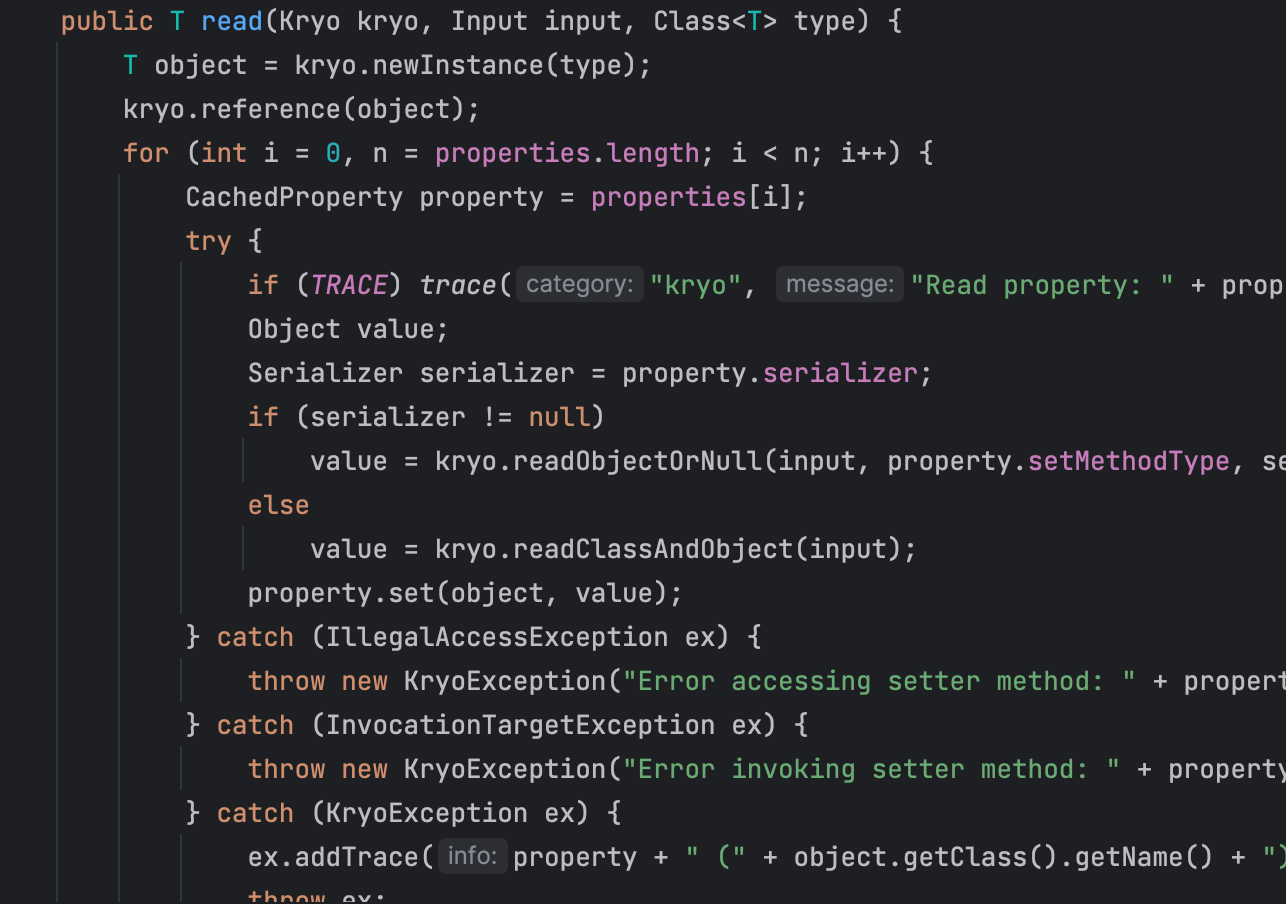 public T read(Kryo kryo, Input input, Class<T> type) {
T object = kryo.newInstance(type);
kryo.reference(object);
for (int i = 0, n = properties.length; i < n; i++) {
CachedProperty property = properties[i];
try {
if (TRACE) trace( category: "kryo", message: "Read property: " + prop
Object value;
Serializer serializer = property.serializer;
if (serializer != null)
value = kryo.readObjectOrNull(input, property.setMethodType, se
else
value = kryo.readClassAndObject(input);
property.set(object, value);
} catch (IllegalAccessException ex) {
throw new KryoException("Error accessing setter method: " + propert
} catch (InvocationTargetException ex) {
throw new KryoException("Error invoking setter method: " + property
} catch (KryoException ex) {
ex.addTrace( info: property + " (" + object.getClass().getName() + ")
throw ex;